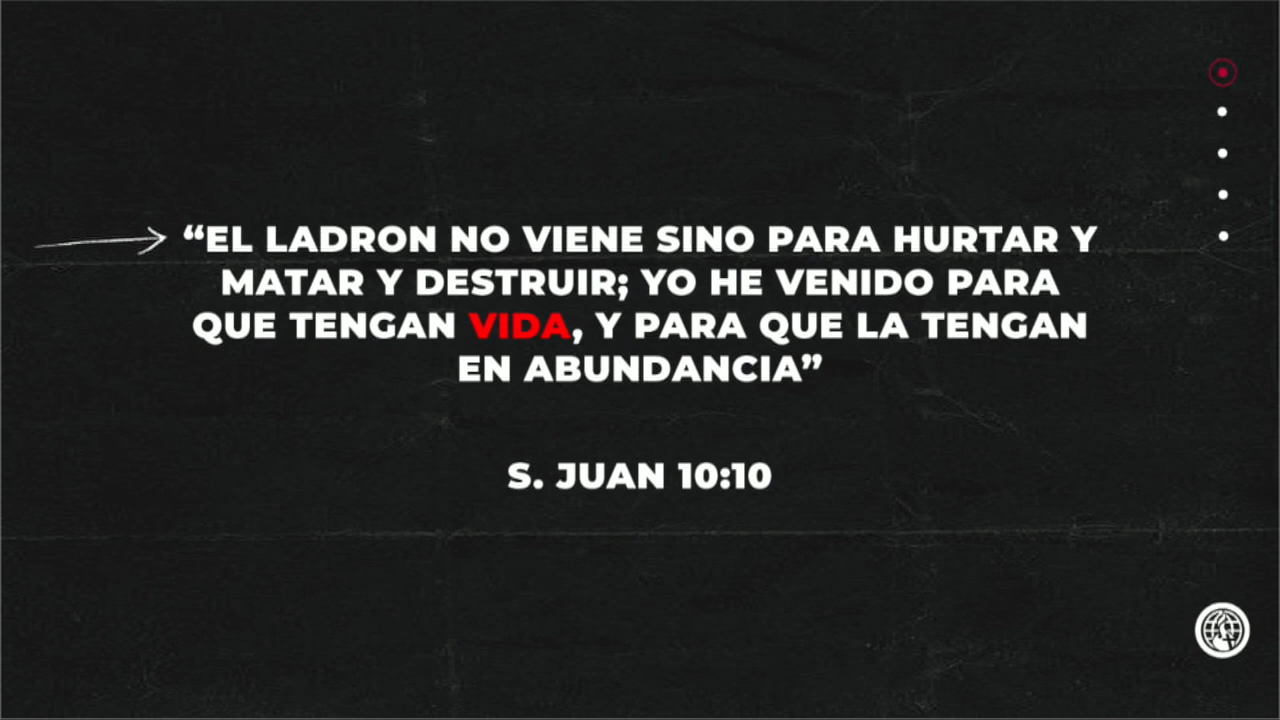 “EL LADRON NO VIENE SINO PARA HURTAR Y
MATAR Y DESTRUIR; YO HE VENIDO PARA
QUE TENGAN VIDA, Y PARA QUE LA TENGAN
EN ABUNDANCIA”
S. JUAN 10:10